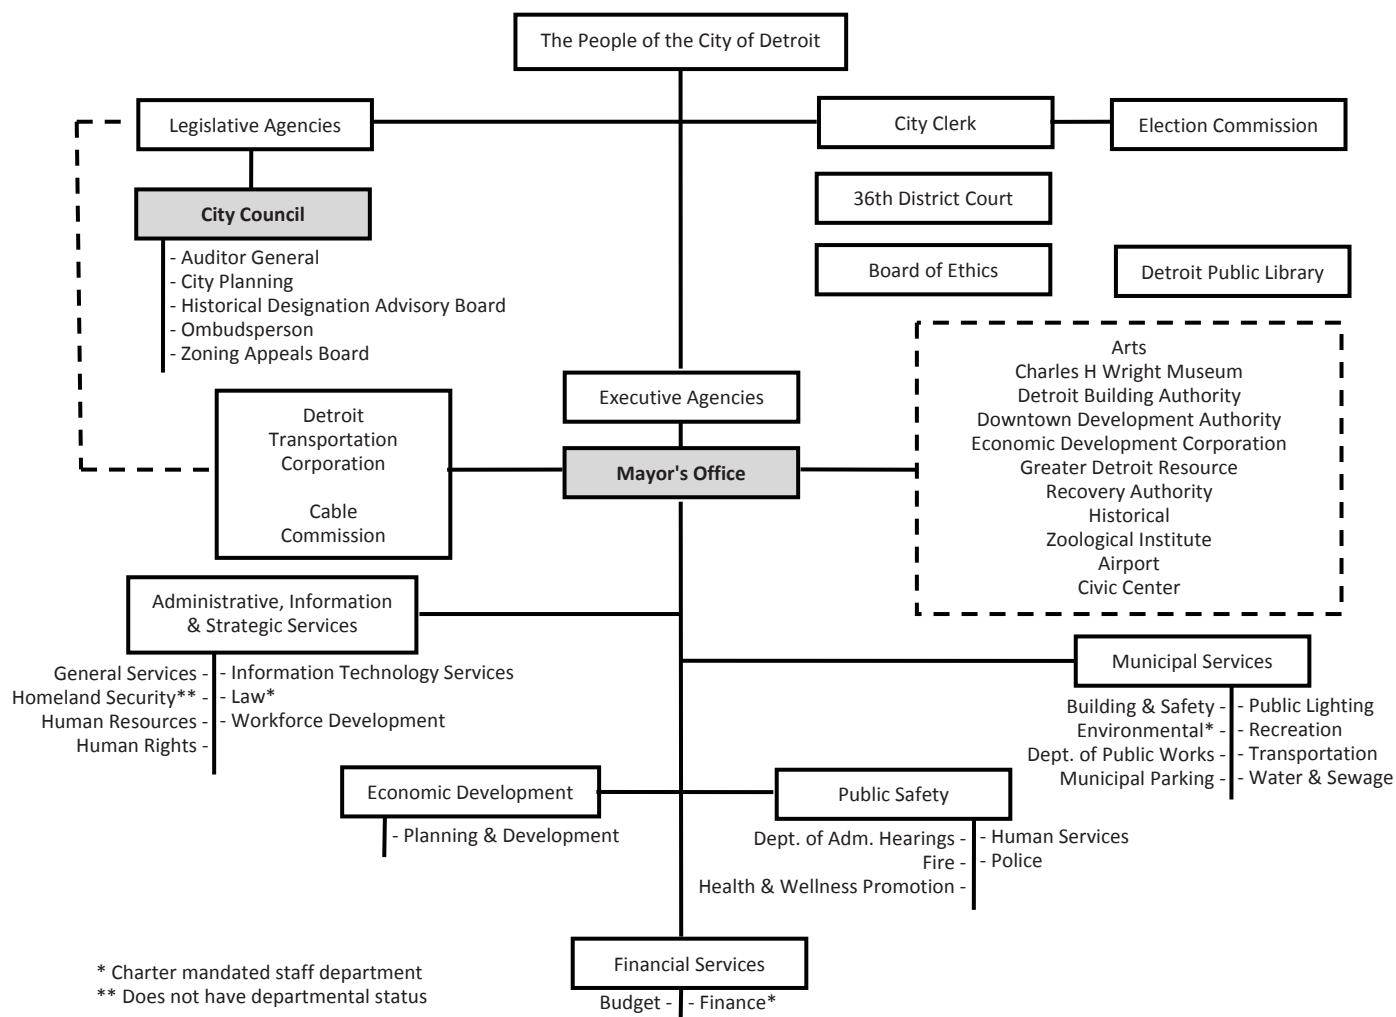 The People of the City of Detroit
Legislative Agencies
City Clerk
Election Commission
City Council
- Auditor General
- City Planning
- Historical Designation Advisory Board
- Ombudsperson
- Zoning Appeals Board
36th District Court
Board of Ethics
Detroit Public Library
Executive Agencies
Mayor's Office
Detroit
Transportation
Corporation
Cable
Commission
Arts
Charles H Wright Museum
Detroit Building Authority
Downtown Development Authority
Economic Development Corporation
Greater Detroit Resource
Recovery Authority
Historical
Zoological Institute
Airport
Civic Center
Administrative, Information
& Strategic Services
General Services -
Homeland Security** -
Human Resources -
Human Rights -
- Information Technology Services
- Law*
- Workforce Development
Municipal Services
Building & Safety -
Environmental* -
Dept. of Public Works -
Municipal Parking -
- Public Lighting
- Recreation
- Transportation
- Water & Sewage
Economic Development
- Planning & Development
Public Safety
Dept. of Adm. Hearings -
Fire -
Health & Wellness Promotion -
- Human Services
- Police
Financial Services
Budget -
- Finance*
* Charter mandated staff department
** Does not have departmental status